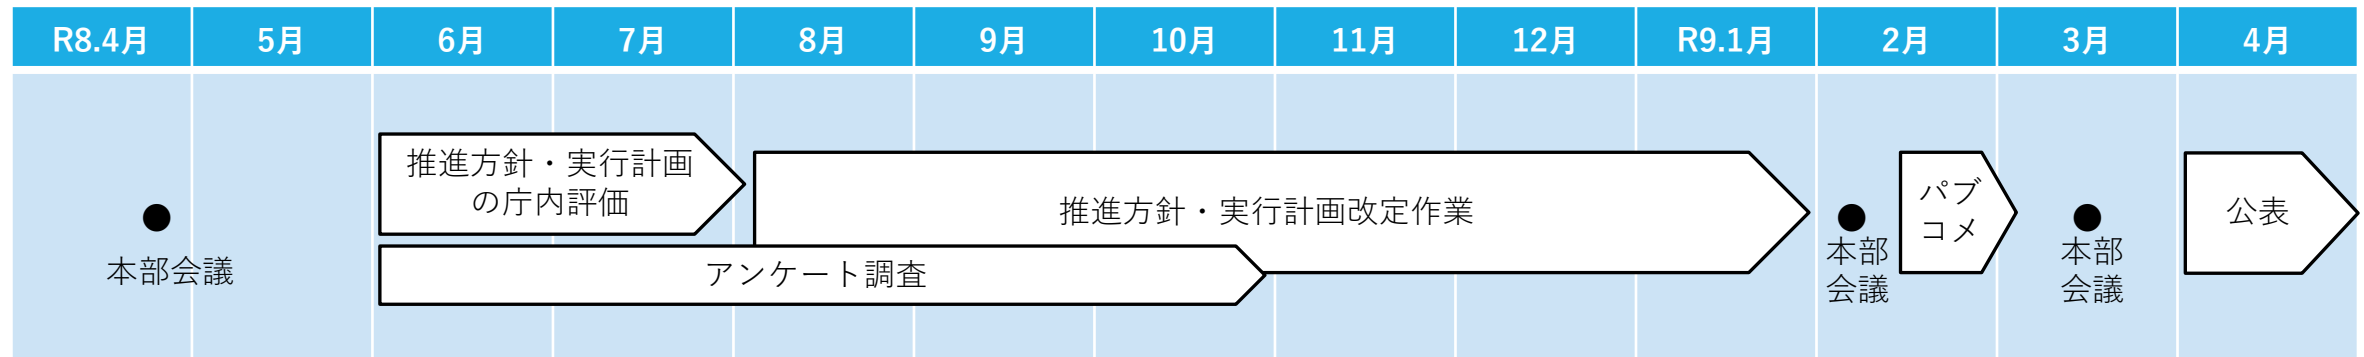 R8.4月 5月 6月 7月 8月 9月 10月 11月 12月 R9.1月 2月 3月 4月
推進方針・実行計画
の庁内評価
推進方針・実行計画改定作業
アンケート調査
本部会議
本部
会議
パブ
コメ
本部
会議
公表